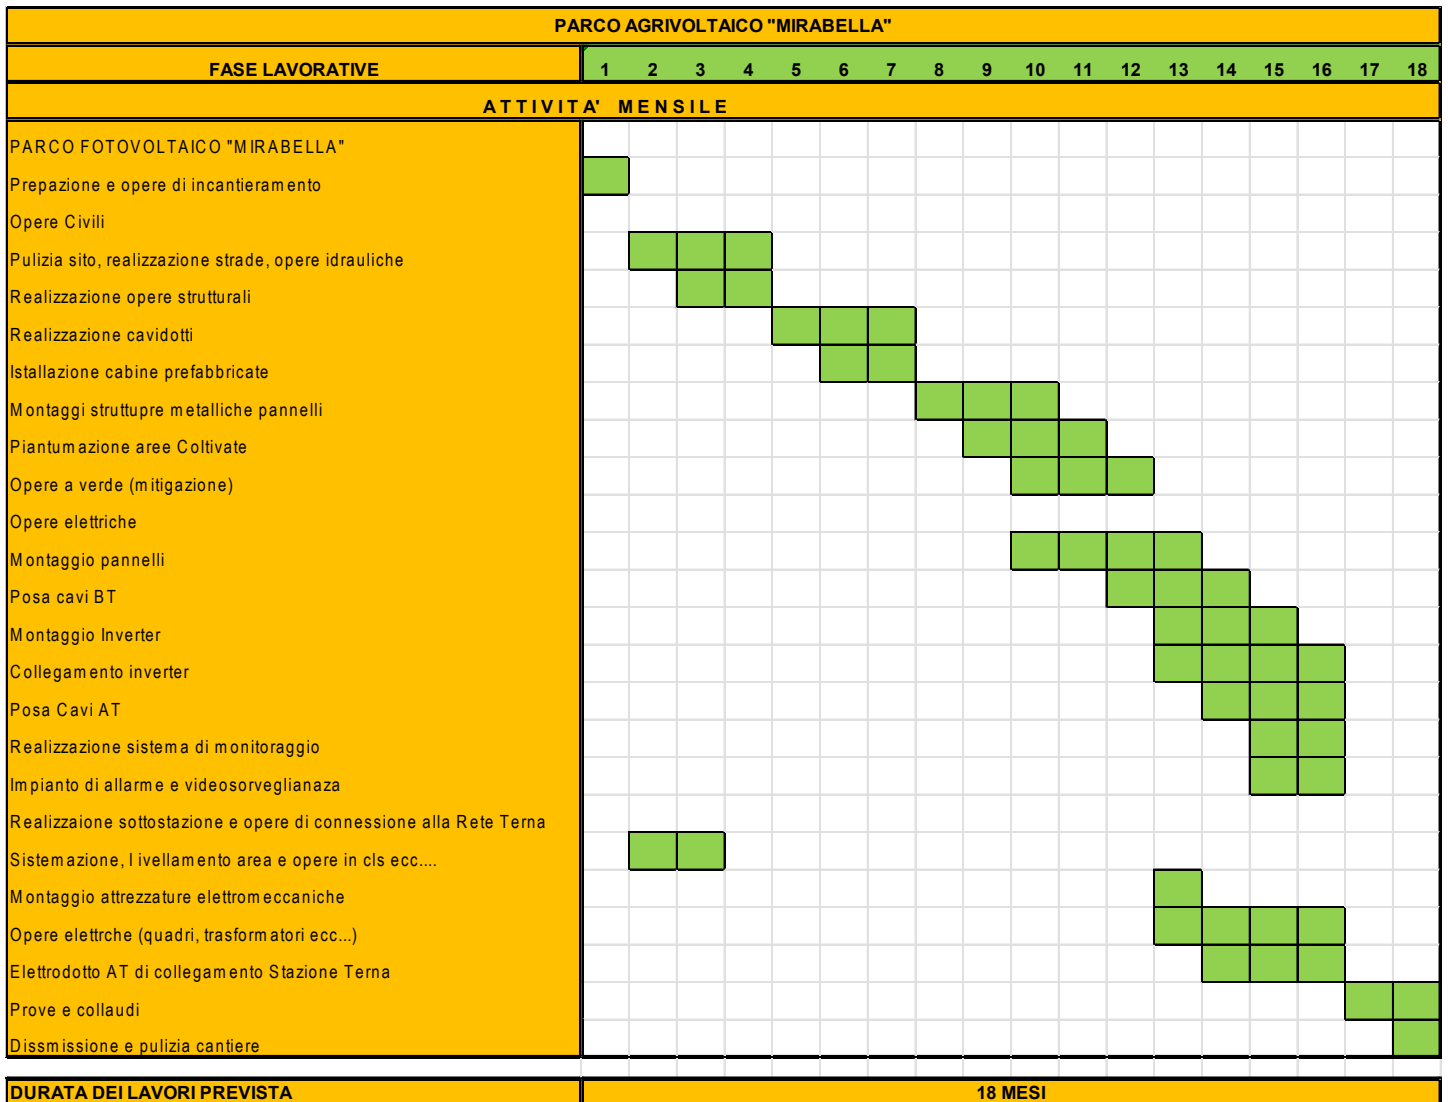 PARCO AGRIVOLTAICO "MIRABELLA"
FASE LAVORATIVE 1 2 3 4 5 6 7 8 9 10 11 12 13 14 15 16 17 18
ATTIVITA' MENSILE
PARCO FOTOVOLTAICO "MIRABELLA"
Prepazione e opere di incantieramento
Opere Civili
Pulizia sito, realizzazione strade, opere idrauliche
Realizzazione opere strutturali
Realizzazione cavidotti
Istallazione cabine prefabbricate
Montaggi struttupre metalliche pannelli
Piantumazione aree Coltivate
Opere a verde (mitigazione)
Opere elettriche
Montaggio pannelli
Posa cavi BT
Montaggio Inverter
Collegamento inverter
Posa Cavi AT
Realizzazione sistema di monitoraggio
Impianto di allarme e videosorveglianaza
Realizzaione sottostazione e opere di connessione alla Rete Terna
Sistemazione, l ivellamento area e opere in cls ecc....
Montaggio attrezzature elettromeccaniche
Opere elettrche (quadri, trasformatori ecc...)
Elettrodotto AT di collegamento Stazione Terna
Prove e collaudi
Dissmissione e pulizia cantiere
DURATA DEI LAVORI PREVISTA 18 MESI